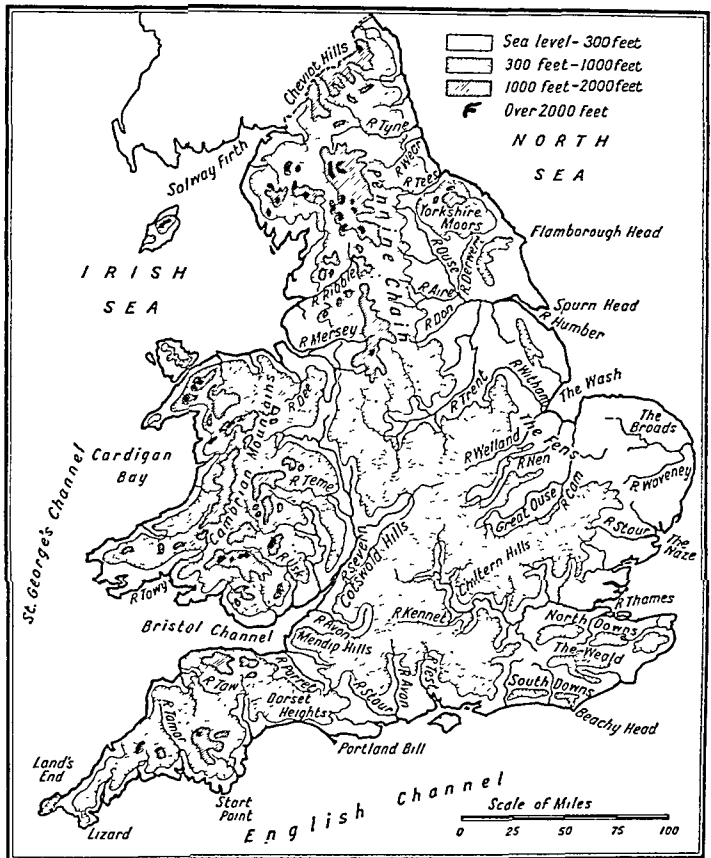 Sea level - 300 feet
300 feet - 1000 feet
1000 feet - 2000 feet
Over 2000 feet
Cheviot Hills
NORTH
SEA
R Tyne
Solway Firth
R Wear
R Tees
Pennine Chain
Yorkshire
Moors
Flamborough Head
R Ouse
R Derwent
IRISH
SEA
R Ribble
R Aire
Spurn Head
R Humber
R Mersey
R Don
R Trent
R Witham
The Wash
R Dee
The Broads
Cardigan
Bay
Cambrian Mountains
R Welland
The Fens
R Nen
R Waveney
R Teme
Great Ouse
R Cam
St. George's Channel
R Severn
Cotswold Hills
R Stour
The
Naze
Chiltern Hills
R Towy
R Usk
Bristol Channel
R Thames
R Avon
R Kennet
North Downs
Mendip Hills
The Weald
R Parret
R Taw
Dorset
Heights
R Stour
R Avon
South Downs
Beachy Head
R Tamar
Portland Bill
Land's
End
Start
Point
Lizard
English Channel
Scale of Miles
0 25 50 75 100